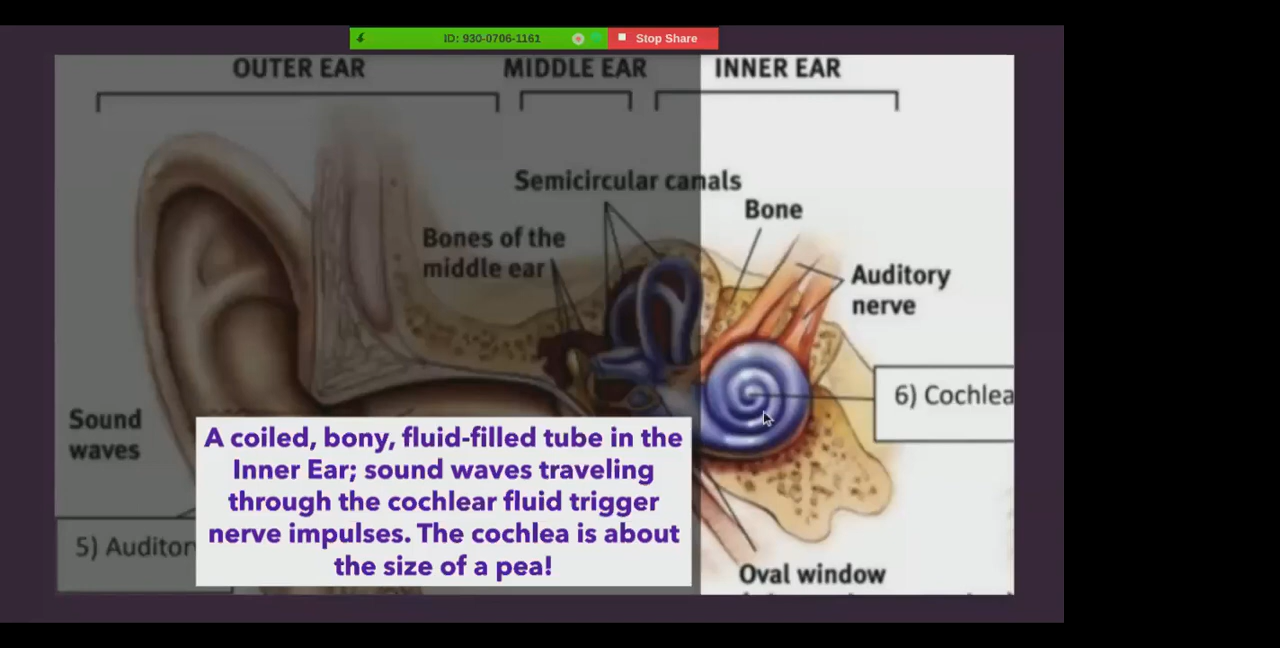 ID: 930-0706-1161
Stop Share
OUTER EAR
MIDDLE EAR
INNER EAR
Semicircular canals
Bone
Bones of the
middle ear
Auditory
nerve
6) Cochlea
Sound
waves
A coiled, bony, fluid-filled tube in the
Inner Ear; sound waves traveling
through the cochlear fluid trigger
nerve impulses. The cochlea is about
the size of a pea!
5) Auditor
Oval window